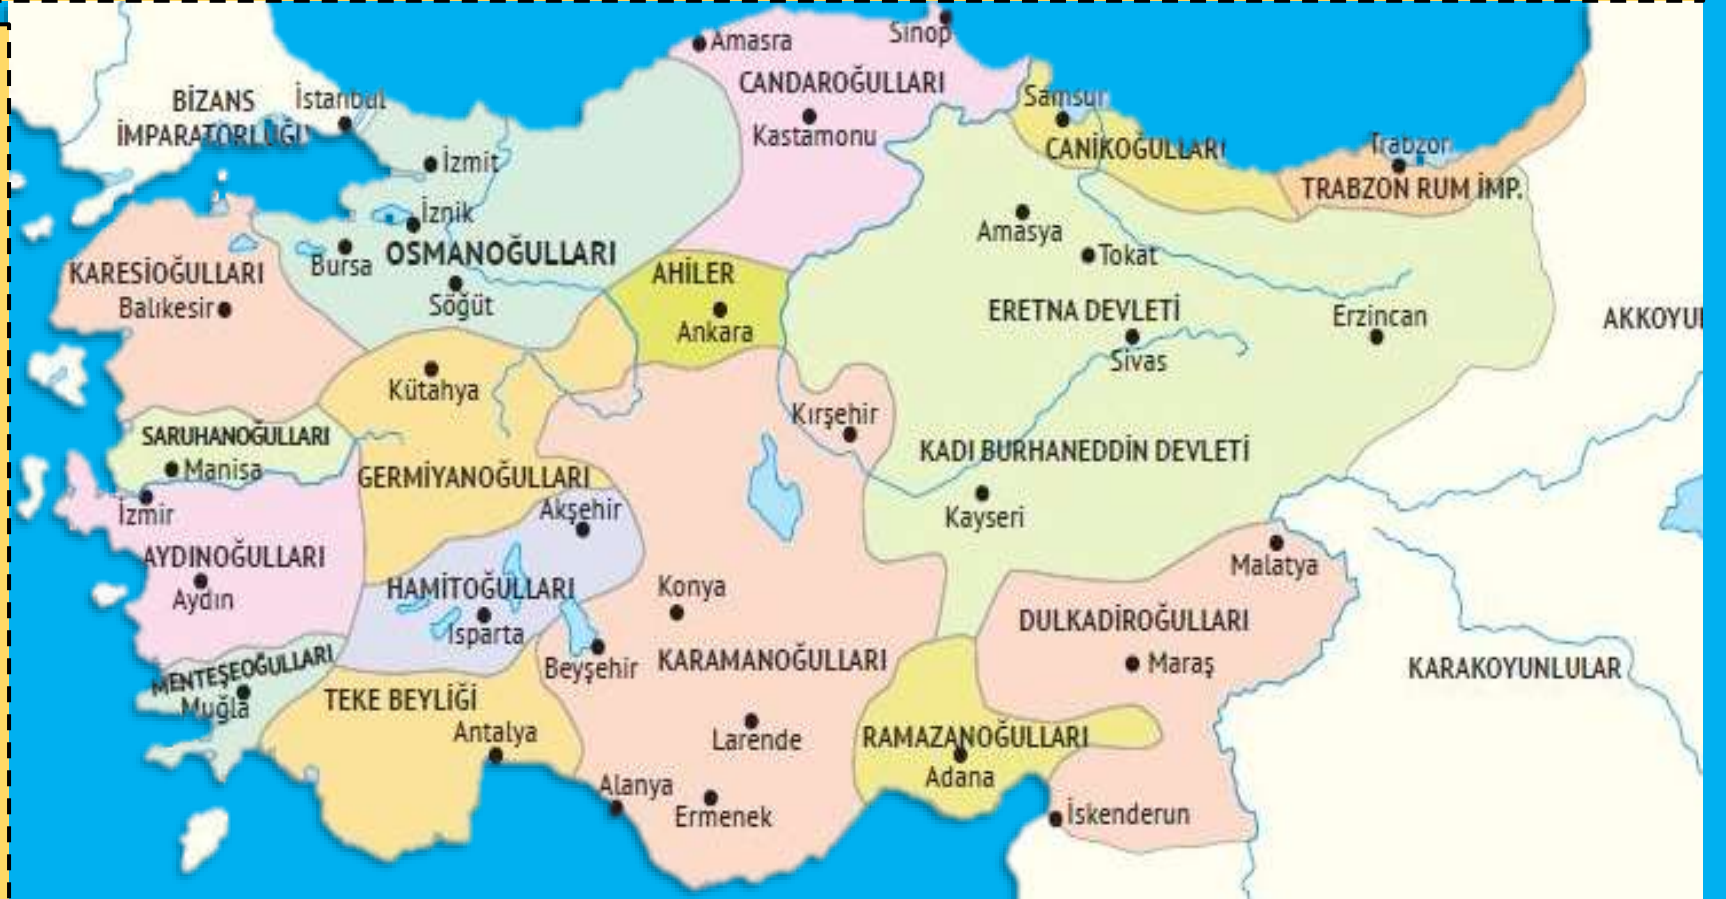 Sinop
Amasra
CANDAROĞULLARI
BİZANS
İstanbul
Samsun
İMPARATORLUĞU
Kastamonu
CANİKOĞULLARI
Trabzon
İzmit
TRABZON RUM İMP.
İznik
Amasya
OSMANOĞULLARI
Tokat
Bursa
KARESİOĞULLARI
AHİLER
Balıkesir
Söğüt
ERETNA DEVLETİ
Erzincan
AKKOYU
Ankara
Sivas
Kütahya
Kırşehir
SARUHANOĞULLARI
KADI BURHANEDDİN DEVLETİ
Manisa
GERMİYANOĞULLARI
İzmir
Akşehir
Kayseri
AYDINOĞULLARI
Malatya
Aydın
HAMİTOĞULLARI
Konya
Isparta
DULKADİROĞULLARI
MENTEŞEOĞULLARI
Beyşehir
KARAMANOĞULLARI
Maraş
KARAKOYUNLULAR
Muğla
TEKE BEYLİĞİ
Antalya
Larende
RAMAZANOĞULLARI
Adana
Alanya
Ermenek
İskenderun